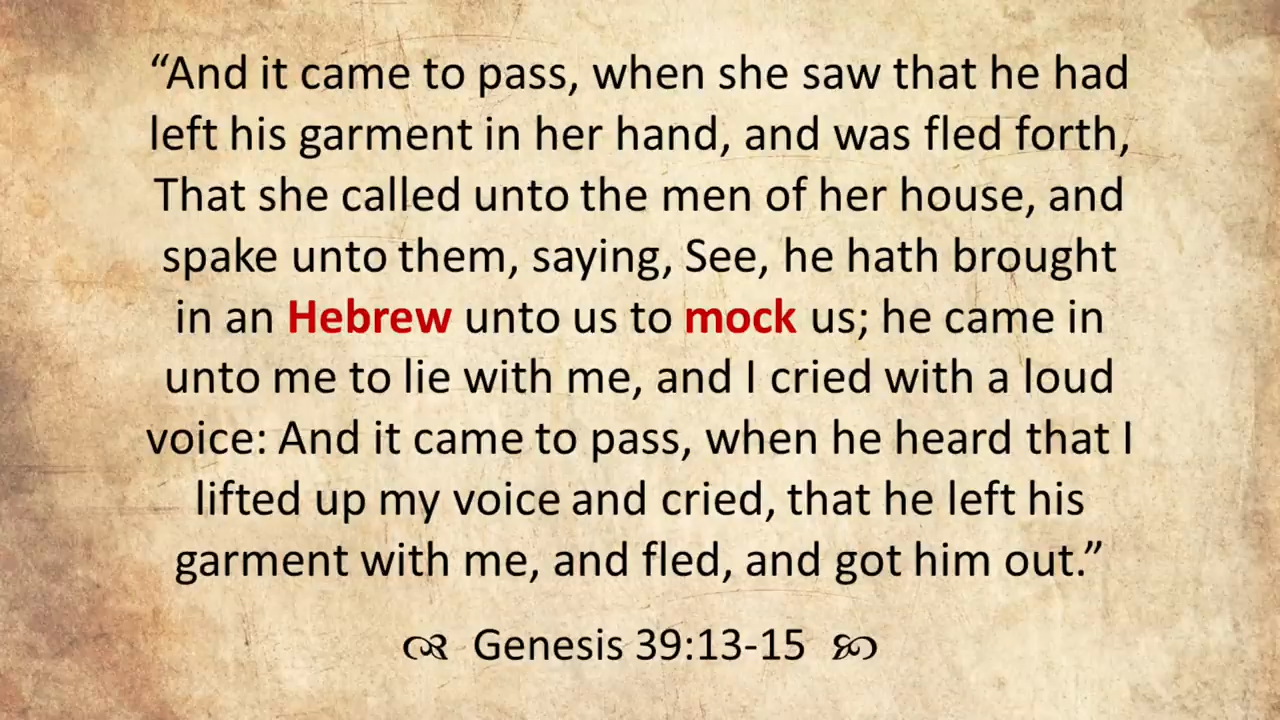 “And it came to pass, when she saw that he had
left his garment in her hand, and was fled forth,
That she called unto the men of her house, and
spake unto them, saying, See, he hath brought
in an Hebrew unto us to mock us; he came in
unto me to lie with me, and I cried with a loud
voice: And it came to pass, when he heard that I
lifted up my voice and cried, that he left his
garment with me, and fled, and got him out.”
Genesis 39:13-15